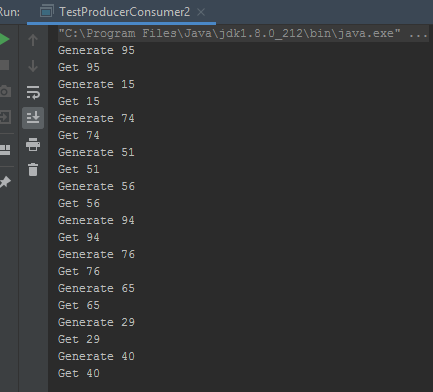 Run:
TestProducerConsumer2
"C:\Program Files\Java\jdk1.8.0_212\bin\java.exe" ...
Generate 95
Get 95
Generate 15
Get 15
Generate 74
Get 74
Generate 51
Get 51
Generate 56
Get 56
Generate 94
Get 94
Generate 76
Get 76
Generate 65
Get 65
Generate 29
Get 29
Generate 40
Get 40